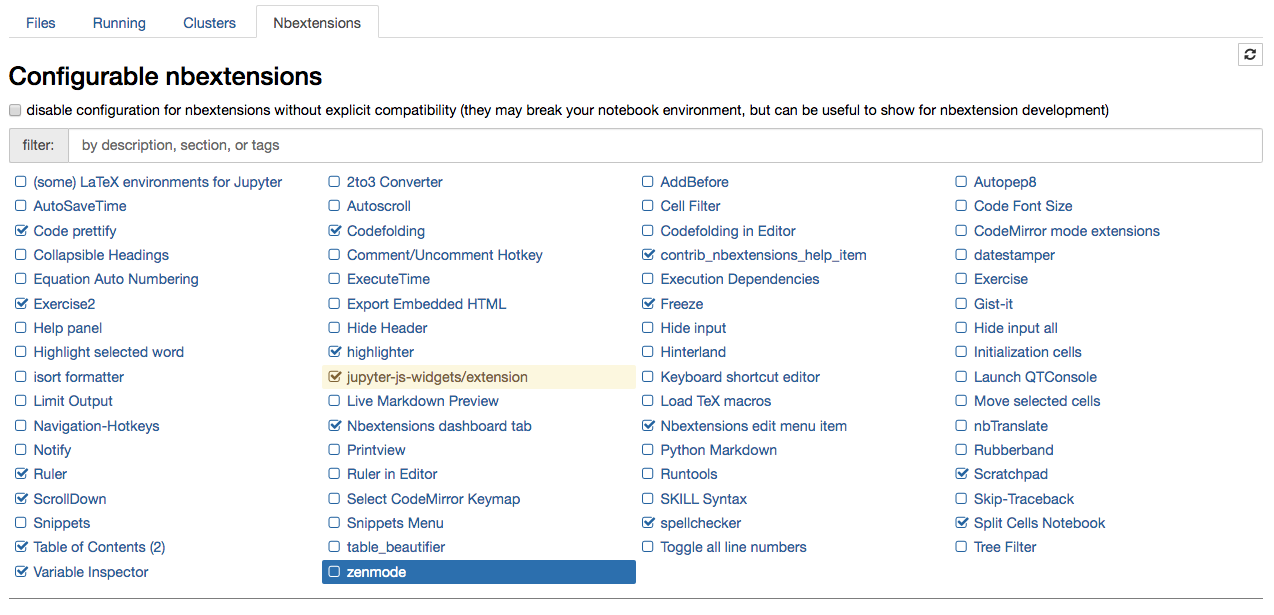 Files Running Clusters Nbextensions
Configurable nbextensions
disable configuration for nbextensions without explicit compatibility (they may break your notebook environment, but can be useful to show for nbextension development)
filter: by description, section, or tags
(some) LaTeX environments for Jupyter 2to3 Converter AddBefore Autopep8
AutoSaveTime Autoscroll Cell Filter Code Font Size
Code prettify Codefolding Codefolding in Editor CodeMirror mode extensions
Collapsible Headings Comment/Uncomment Hotkey contrib_nbextensions_help_item datestamper
Equation Auto Numbering ExecuteTime Execution Dependencies Exercise
Exercise2 Export Embedded HTML Freeze Gist-it
Help panel Hide Header Hide input Hide input all
Highlight selected word highlighter Hinterland Initialization cells
isort formatter jupyter-js-widgets/extension Keyboard shortcut editor Launch QTConsole
Limit Output Live Markdown Preview Load TeX macros Move selected cells
Navigation-Hotkeys Nbextensions dashboard tab Nbextensions edit menu item nbTranslate
Notify Printview Python Markdown Rubberband
Ruler Ruler in Editor Runtools Scratchpad
ScrollDown Select CodeMirror Keymap SKILL Syntax Skip-Traceback
Snippets Snippets Menu spellchecker Split Cells Notebook
Table of Contents (2) table_beautifier Toggle all line numbers Tree Filter
Variable Inspector zenmode